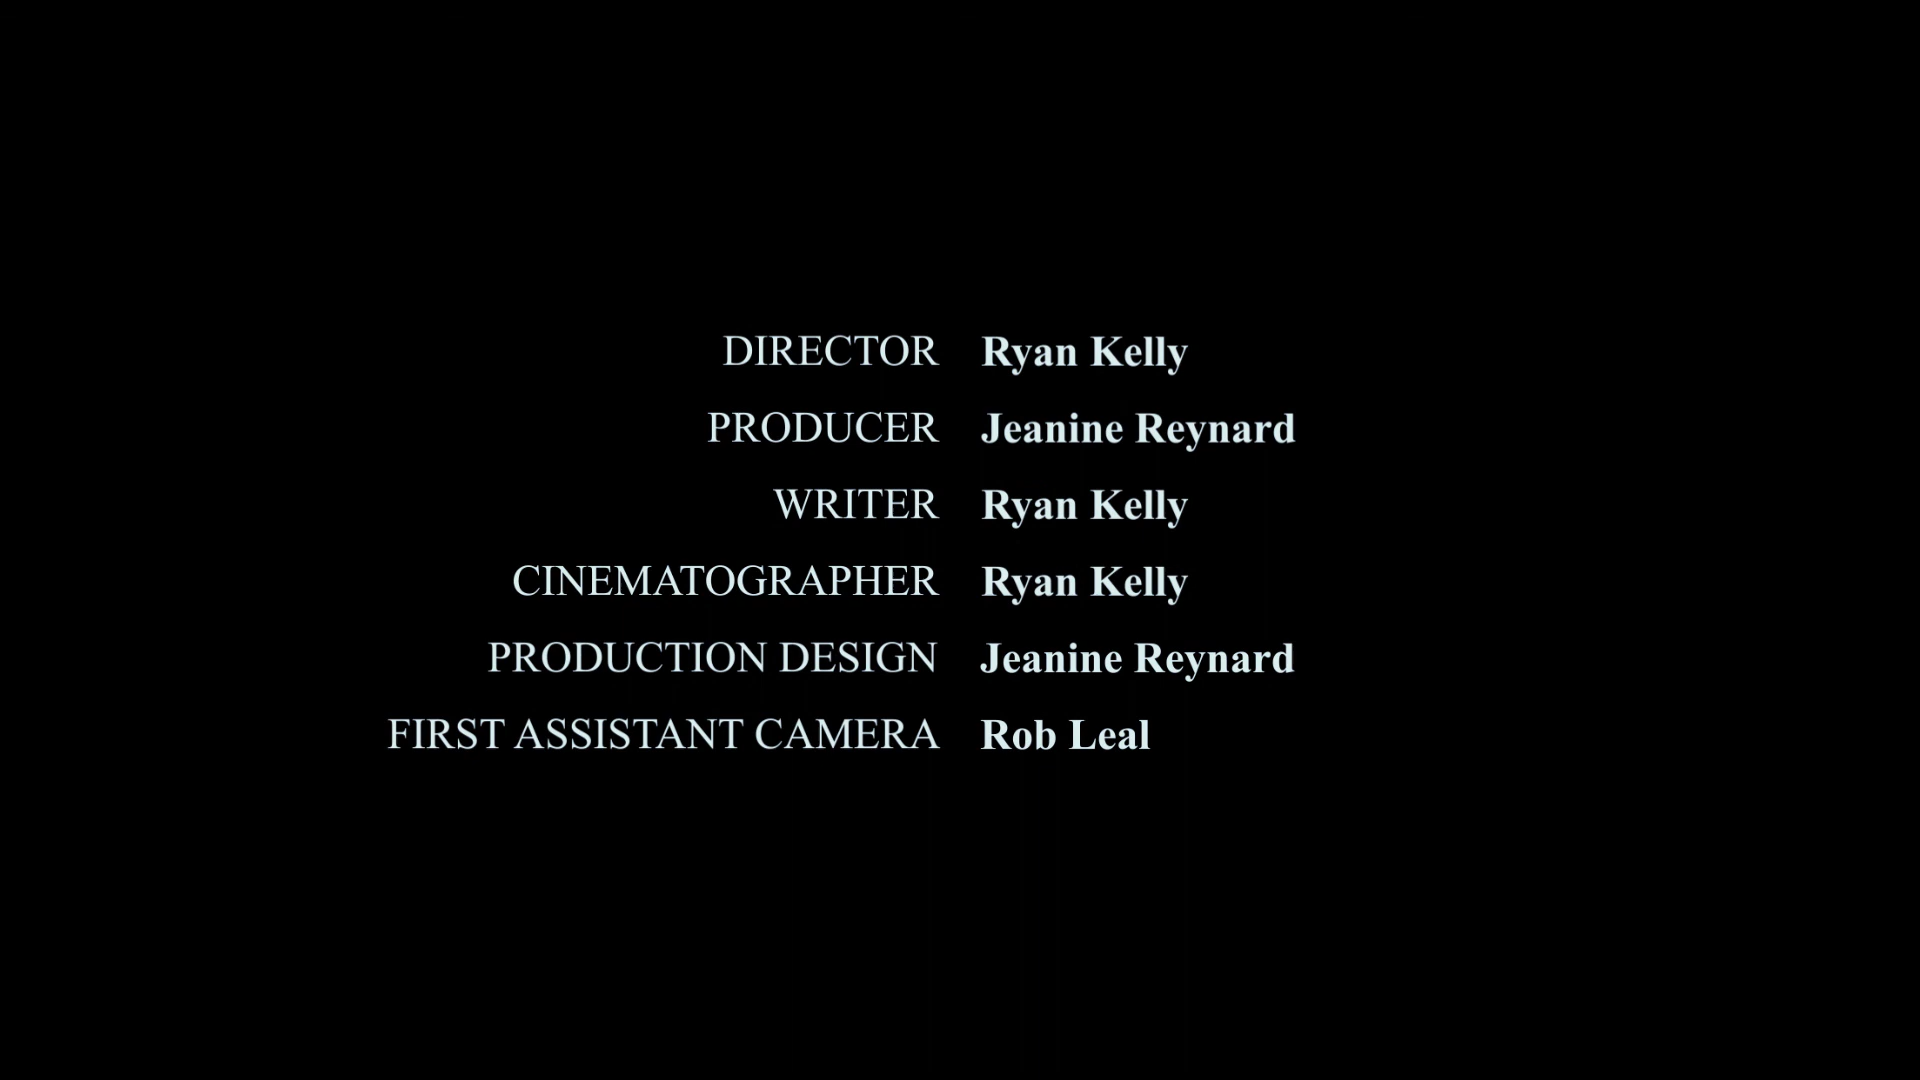 DIRECTOR Ryan Kelly
PRODUCER Jeanine Reynard
WRITER Ryan Kelly
CINEMATOGRAPHER Ryan Kelly
PRODUCTION DESIGN Jeanine Reynard
FIRST ASSISTANT CAMERA Rob Leal